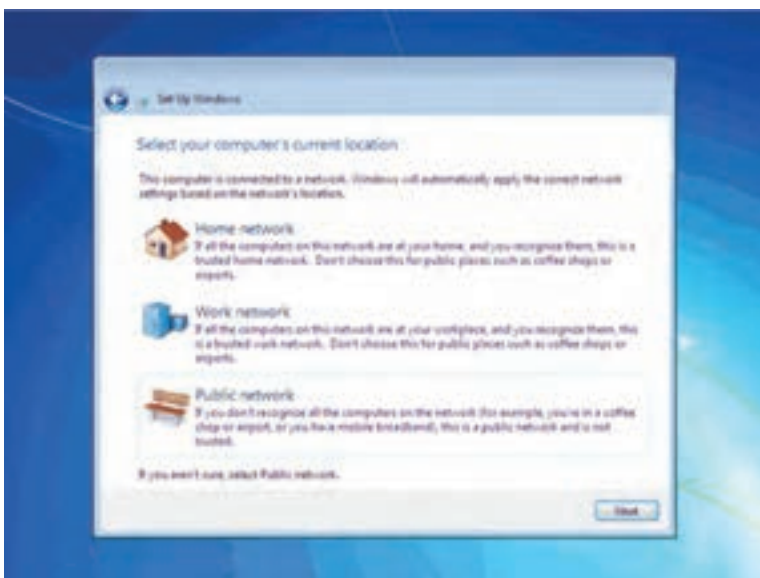 Set Up Windows
Select your computer's current location
This computer is connected to a network. Windows will automatically apply the correct network
settings based on the network's location.
Home network
If all the computers on this network are at your home, and you recognize them, this is a
trusted home network. Don't choose this for public places such as coffee shops or
airports.
Work network
If all the computers on this network are at your workplace, and you recognize them, this
is a trusted work network. Don't choose this for public places such as coffee shops or
airports.
Public network
If you don't recognize all the computers on the network (for example, you're in a coffee
shop or airport, or you have mobile broadband), this is a public network and is not
trusted.
If you aren't sure, select Public network.
Next